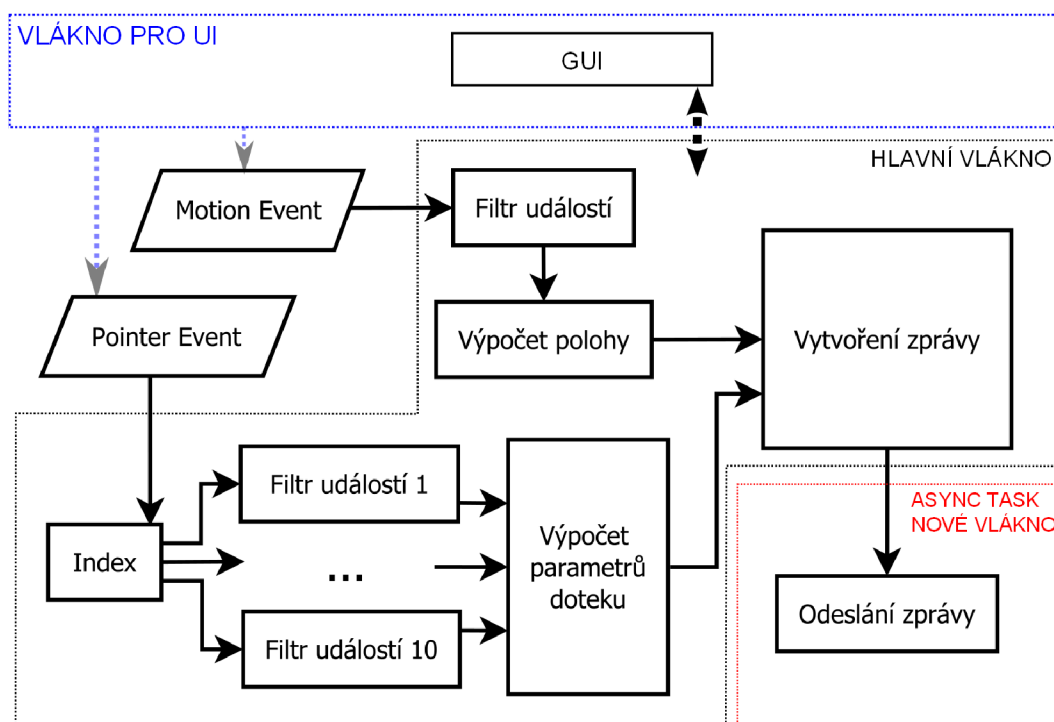 VLÁKNO PRO UI
GUI
HLAVNÍ VLÁKNO
Motion Event
Filtr událostí
Pointer Event
Výpočet polohy
Vytvoření zprávy
Filtr událostí 1
Index
...
Výpočet
parametrů
doteku
Filtr událostí 10
ASYNC TASK
NOVÉ VLÁKNO
Odeslání zprávy